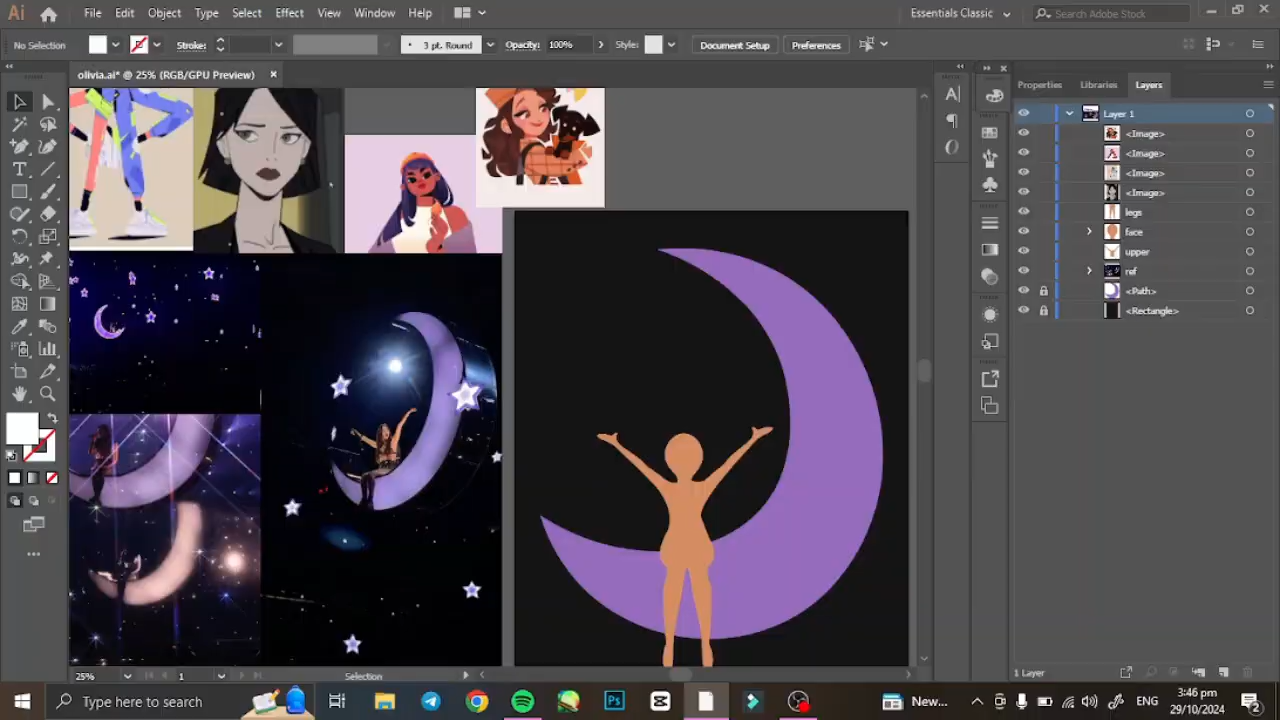 Ai File Edit Object Type Select Effect View Window Help Essentials Classic Search Adobe Stock
No Selection Stroke: 3 pt. Round Opacity: 100% Style: Document Setup Preferences
olivia.ai* @ 25% (RGB/GPU Preview)
Properties Libraries Layers
Layer 1
<Image>
<Image>
<Image>
<Image>
legs
face
upper
ref
<Path>
<Rectangle>
25% 1 Selection 1 Layer
Type here to search Ps New... ENG 3:46 pm 29/10/2024 2